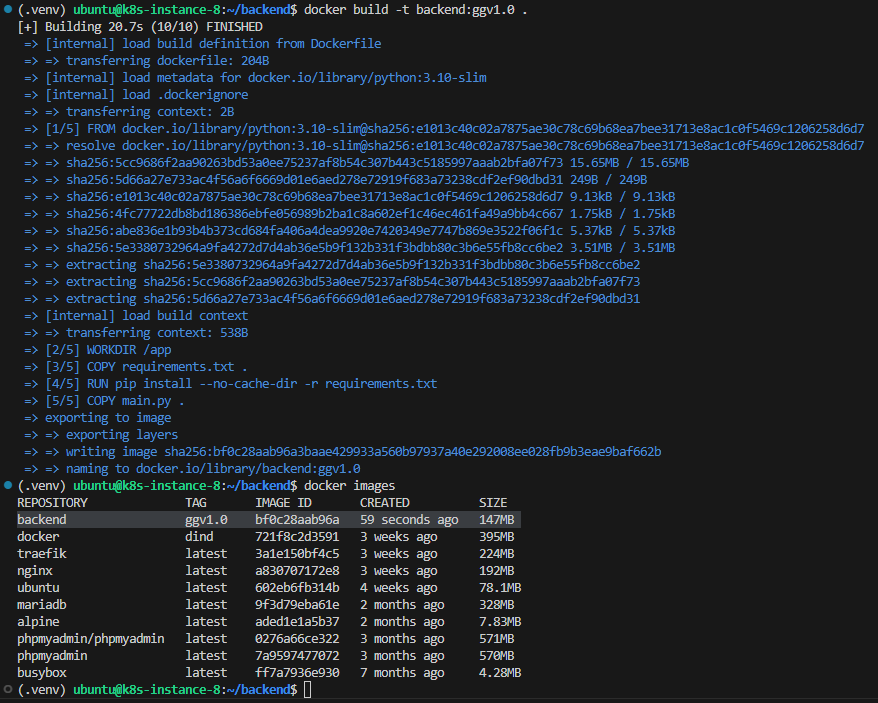 (.venv) ubuntu@k8s-instance-8:~/backend$ docker build -t backend:ggv1.0 .
[+] Building 20.7s (10/10) FINISHED
=> [internal] load build definition from Dockerfile
=> => transferring dockerfile: 204B
=> [internal] load metadata for docker.io/library/python:3.10-slim
=> [internal] load .dockerignore
=> => transferring context: 2B
=> [1/5] FROM docker.io/library/python:3.10-slim@sha256:e1013c40c02a7875ae30c78c69b68ea7bee31713e8ac1c0f5469c1206258d6d7
=> => resolve docker.io/library/python:3.10-slim@sha256:e1013c40c02a7875ae30c78c69b68ea7bee31713e8ac1c0f5469c1206258d6d7
=> => sha256:5cc9686f2aa90263bd53a0ee75237af8b54c307b443c5185997aaab2bfa07f73 15.65MB / 15.65MB
=> => sha256:5d66a27e733ac4f56a6f6669d01e6aed278e72919f683a73238cdf2ef90dbd31 249B / 249B
=> => sha256:e1013c40c02a7875ae30c78c69b68ea7bee31713e8ac1c0f5469c1206258d6d7 9.13kB / 9.13kB
=> => sha256:4fc77722db8bd186386ebfe056989b2ba1c8a602ef1c46ec461fa49a9bb4c667 1.75kB / 1.75kB
=> => sha256:abe836e1b93b4b373cd684fa406a4dea9920e7420349e7747b869e3522f06f1c 5.37kB / 5.37kB
=> => sha256:5e3380732964a9fa4272d7d4ab36e5b9f132b331f3bdbb80c3b6e55fb8cc6be2 3.51MB / 3.51MB
=> => extracting sha256:5e3380732964a9fa4272d7d4ab36e5b9f132b331f3bdbb80c3b6e55fb8cc6be2
=> => extracting sha256:5cc9686f2aa90263bd53a0ee75237af8b54c307b443c5185997aaab2bfa07f73
=> => extracting sha256:5d66a27e733ac4f56a6f6669d01e6aed278e72919f683a73238cdf2ef90dbd31
=> [internal] load build context
=> => transferring context: 538B
=> [2/5] WORKDIR /app
=> [3/5] COPY requirements.txt .
=> [4/5] RUN pip install --no-cache-dir -r requirements.txt
=> [5/5] COPY main.py .
=> exporting to image
=> => exporting layers
=> => writing image sha256:bf0c28aab96a3baae429933a560b97937a40e292008ee028fb9b3eae9baf662b
=> => naming to docker.io/library/backend:ggv1.0
(.venv) ubuntu@k8s-instance-8:~/backend$ docker images
REPOSITORY TAG IMAGE ID CREATED SIZE
backend ggv1.0 bf0c28aab96a 59 seconds ago 147MB
docker dind 721f8c2d3591 3 weeks ago 395MB
traefik latest 3a1e150bf4c5 3 weeks ago 224MB
nginx latest a830707172e8 3 weeks ago 192MB
ubuntu latest 602eb6fb314b 4 weeks ago 78.1MB
mariadb latest 9f3d79eba61e 2 months ago 328MB
alpine latest aded1e1a5b37 2 months ago 7.83MB
phpmyadmin/phpmyadmin latest 0276a66ce322 3 months ago 571MB
phpmyadmin latest 7a9597477072 3 months ago 570MB
busybox latest ff7a7936e930 7 months ago 4.28MB
(.venv) ubuntu@k8s-instance-8:~/backend$